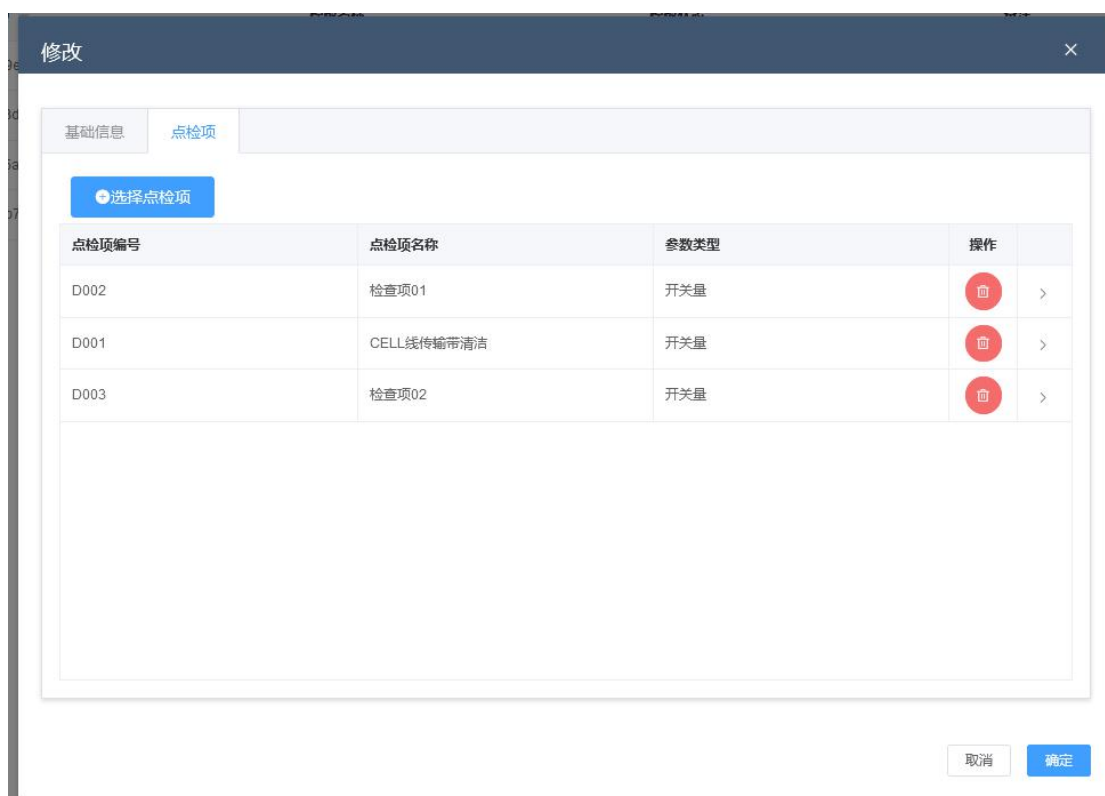 修改
基础信息 点检项
选择点检项
点检项编号 点检项名称 参数类型 操作
D002 检查项01 开关量
D001 CELL线传输带清洁 开关量
D003 检查项02 开关量
取消 确定